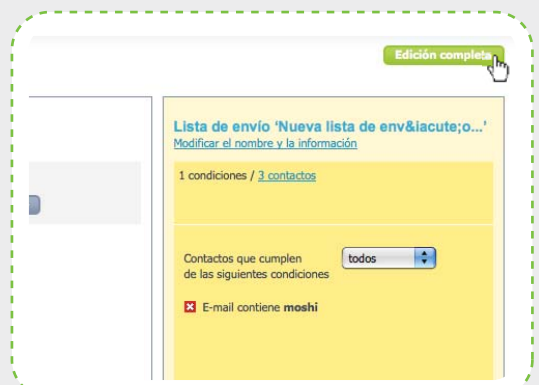 Edición completa
Lista de envío ‘Nueva lista de env&iacute;o...’
Modificar el nombre y la información
1 condiciones / 3 contactos
Contactos que cumplen
todos
de las siguientes condiciones
E-mail contiene moshi